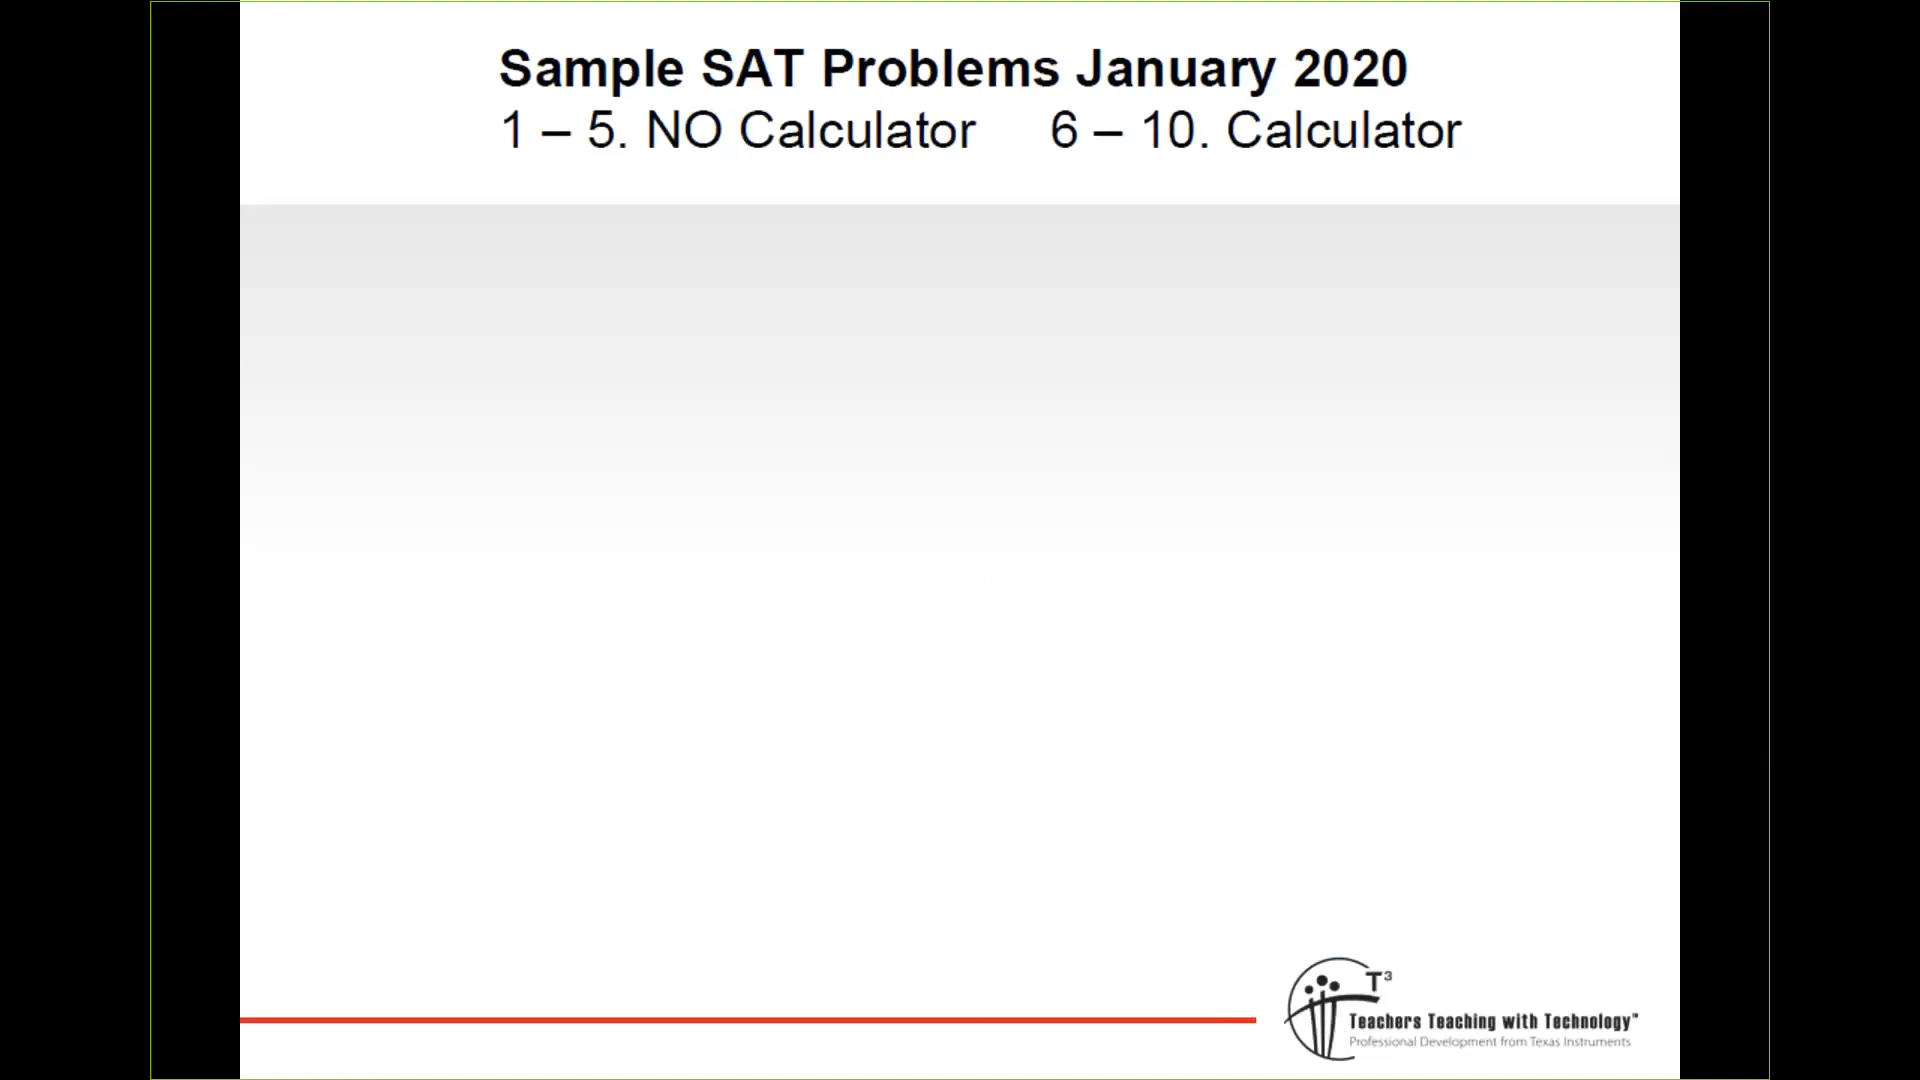 Sample SAT Problems January 2020
1 – 5. NO Calculator 6 – 10. Calculator
T³
Teachers Teaching with Technology™
Professional Development from Texas Instruments